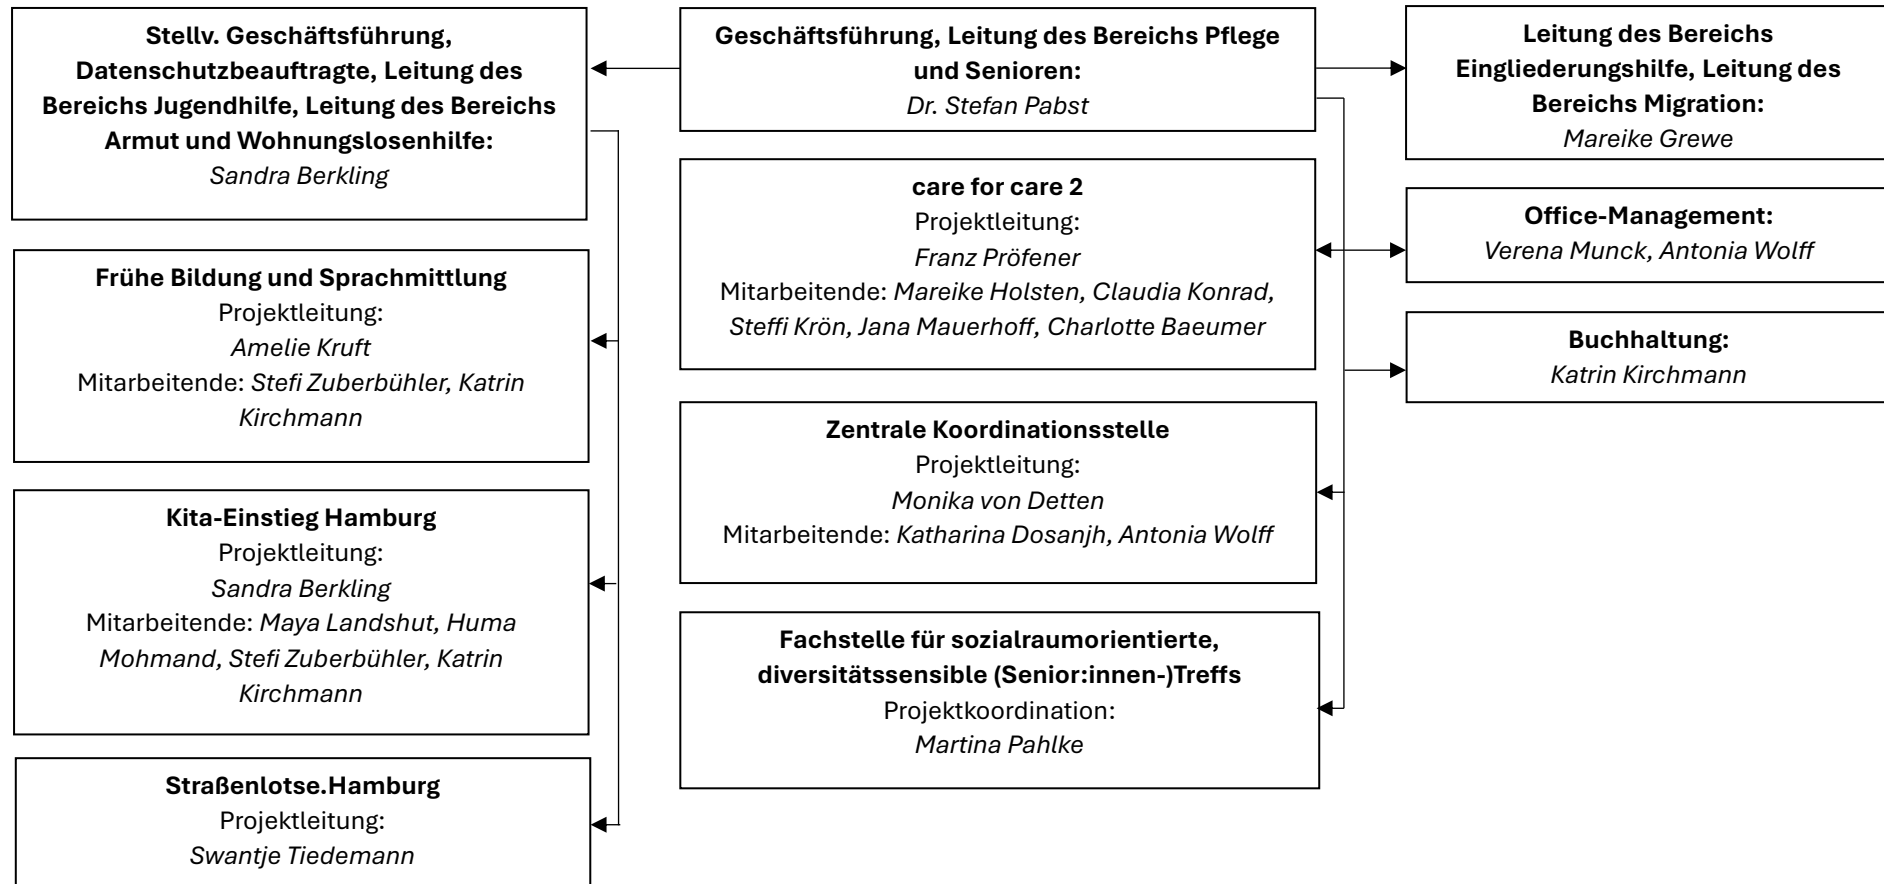 Stellv. Geschäftsführung,
Datenschutzbeauftragte, Leitung des
Bereichs Jugendhilfe, Leitung des Bereichs
Armut und Wohnungslosenhilfe:
Sandra Berkling
Frühe Bildung und Sprachmittlung
Projektleitung:
Amelie Kruft
Mitarbeitende: Stefi Zuberbühler, Katrin
Kirchmann
Kita-Einstieg Hamburg
Projektleitung:
Sandra Berkling
Mitarbeitende: Maya Landshut, Huma
Mohmand, Stefi Zuberbühler, Katrin
Kirchmann
Straßenlotse.Hamburg
Projektleitung:
Swantje Tiedemann
Geschäftsführung, Leitung des Bereichs Pflege
und Senioren:
Dr. Stefan Pabst
care for care 2
Projektleitung:
Franz Pröfener
Mitarbeitende: Mareike Holsten, Claudia Konrad,
Steffi Krön, Jana Mauerhoff, Charlotte Baeumer
Zentrale Koordinationsstelle
Projektleitung:
Monika von Detten
Mitarbeitende: Katharina Dosanjh, Antonia Wolff
Fachstelle für sozialraumorientierte,
diversitätssensible (Senior:innen-)Treffs
Projektkoordination:
Martina Pahlke
Leitung des Bereichs
Eingliederungshilfe, Leitung des
Bereichs Migration:
Mareike Grewe
Office-Management:
Verena Munck, Antonia Wolff
Buchhaltung:
Katrin Kirchmann